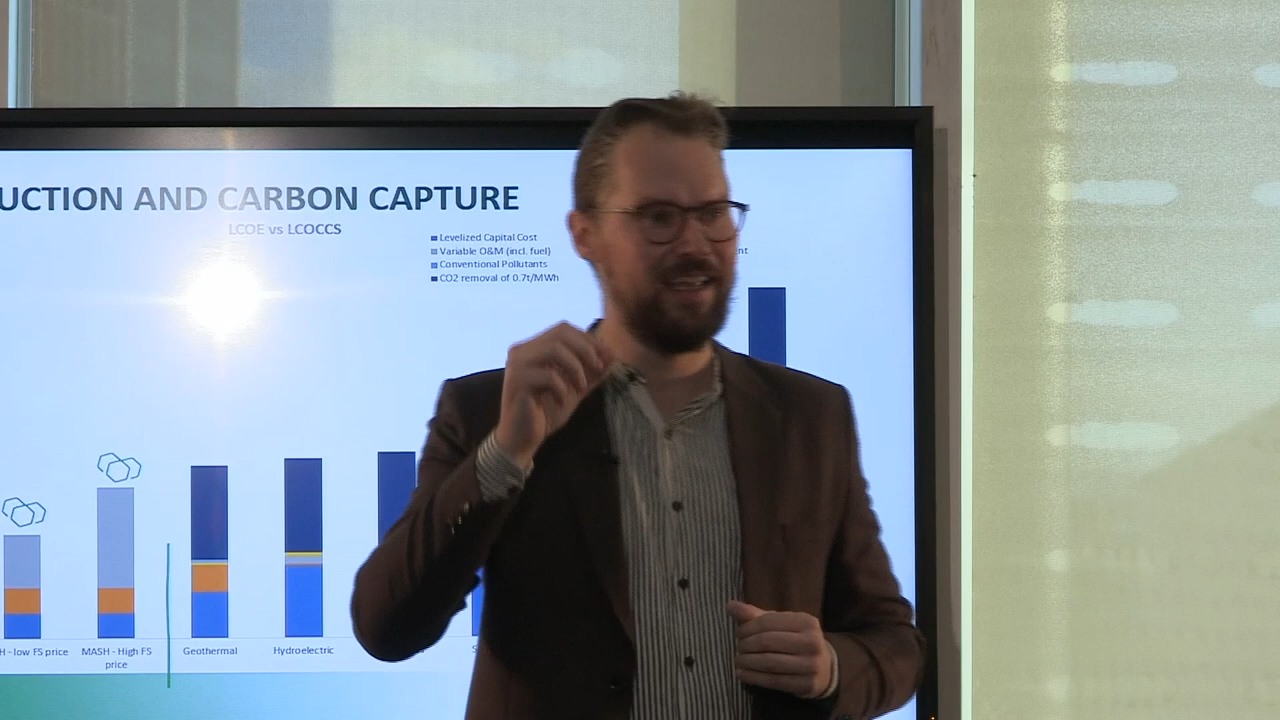 UCTION AND CARBON CAPTURE
LCOE vs LCOCCS
Levelized Capital Cost
Variable O&M (incl. fuel)
Conventional Pollutants
CO2 removal of 0.7t/MWh
H - low FS price
MASH - High FS
price
Geothermal
Hydroelectric